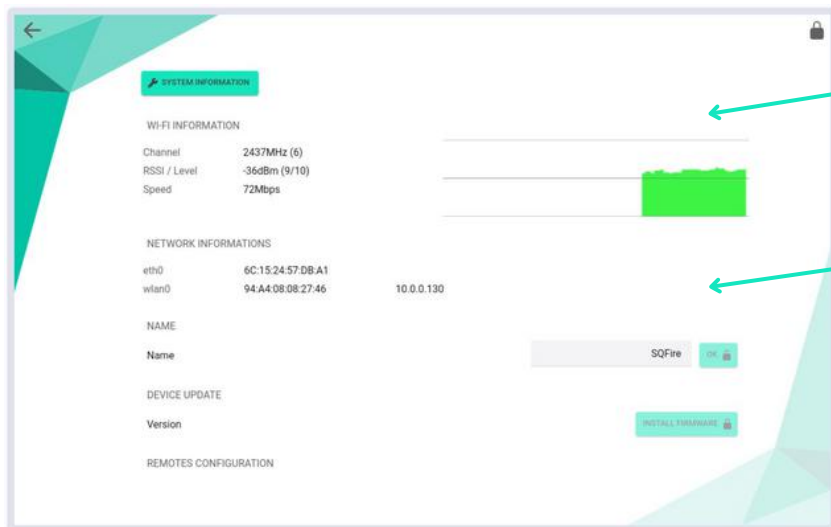 SYSTEM INFORMATION
WI-FI INFORMATION
Channel 2437MHz (6)
RSSI / Level -36dBm (9/10)
Speed 72Mbps
NETWORK INFORMATIONS
eth0 6C:15:24:57:DB:A1
wlan0 94:A4:08:08:27:46 10.0.0.130
NAME
Name SQFire OK
DEVICE UPDATE
Version INSTALL FIRMWARE
REMOTES CONFIGURATION